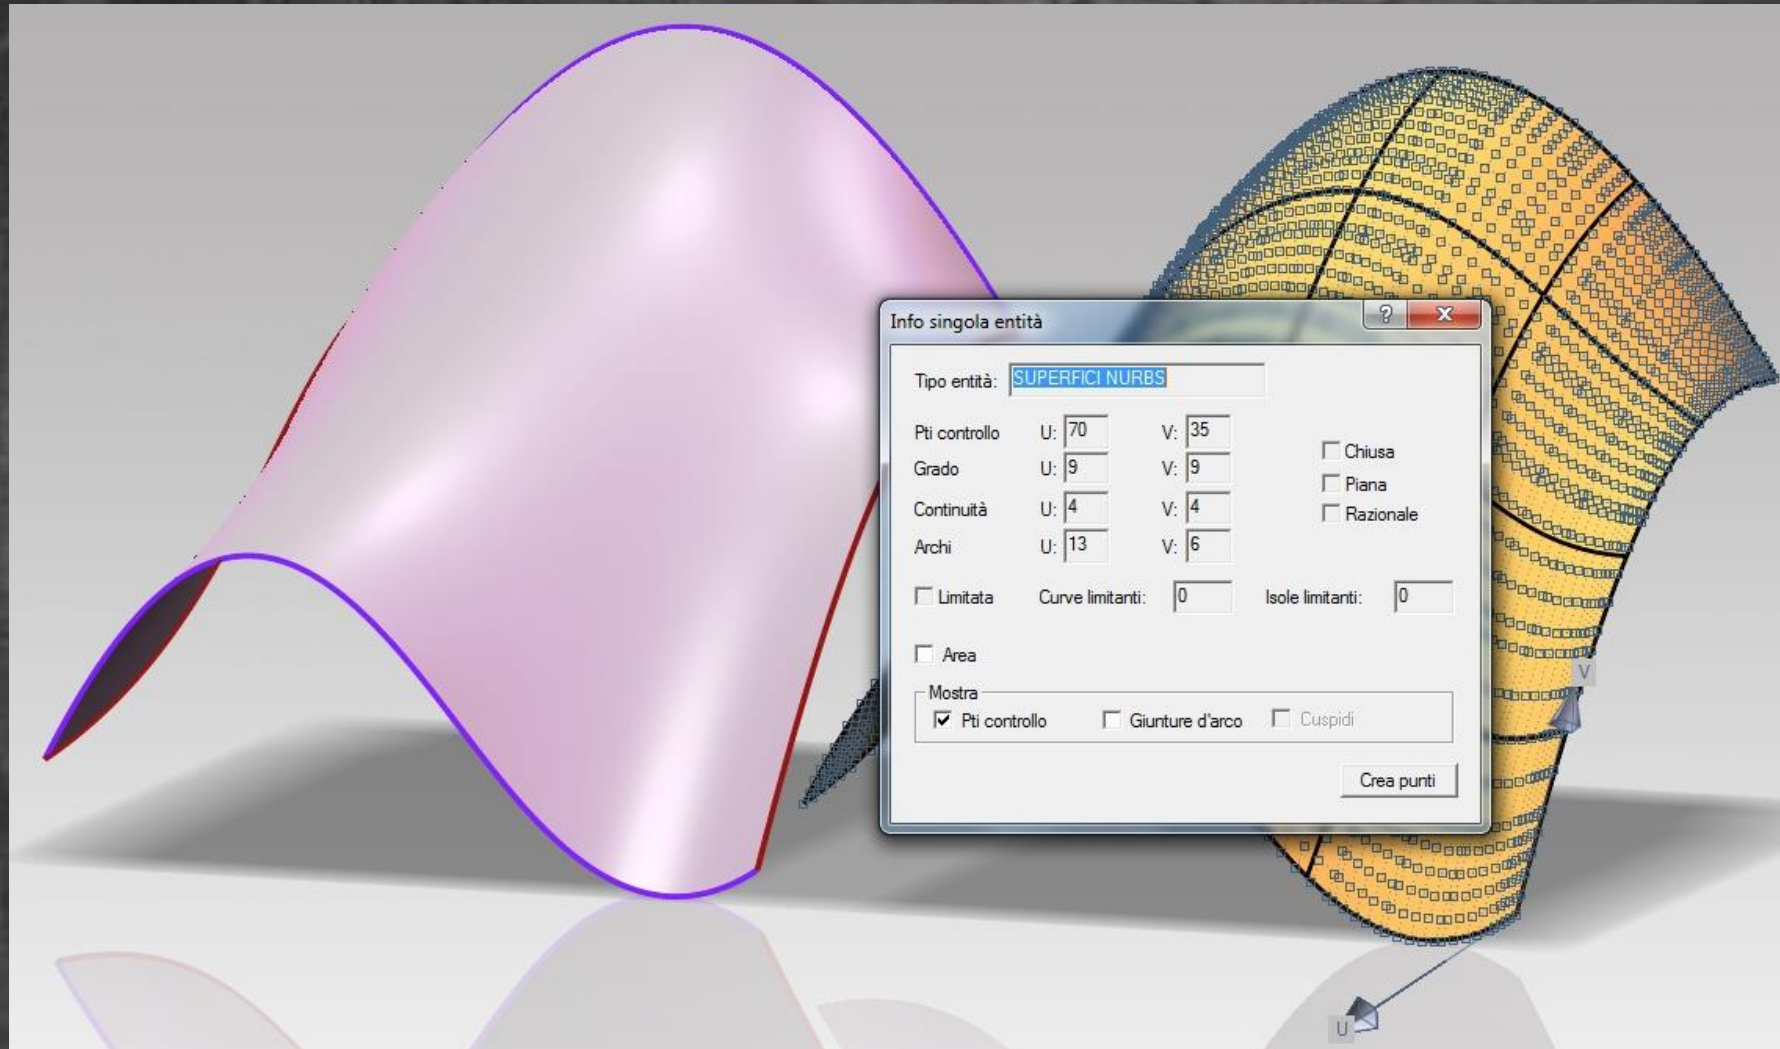 Info singola entità
?
X
Tipo entità: SUPERFICI NURBS
Pti controllo U: 70 V: 35
Chiusa
Grado U: 9 V: 9
Piana
Continuità U: 4 V: 4
Razionale
Archi U: 13 V: 6
Limitata Curve limitanti: 0 Isole limitanti: 0
Area
Mostra
Pti controllo Giunture d'arco Cuspidi
Crea punti
V
U